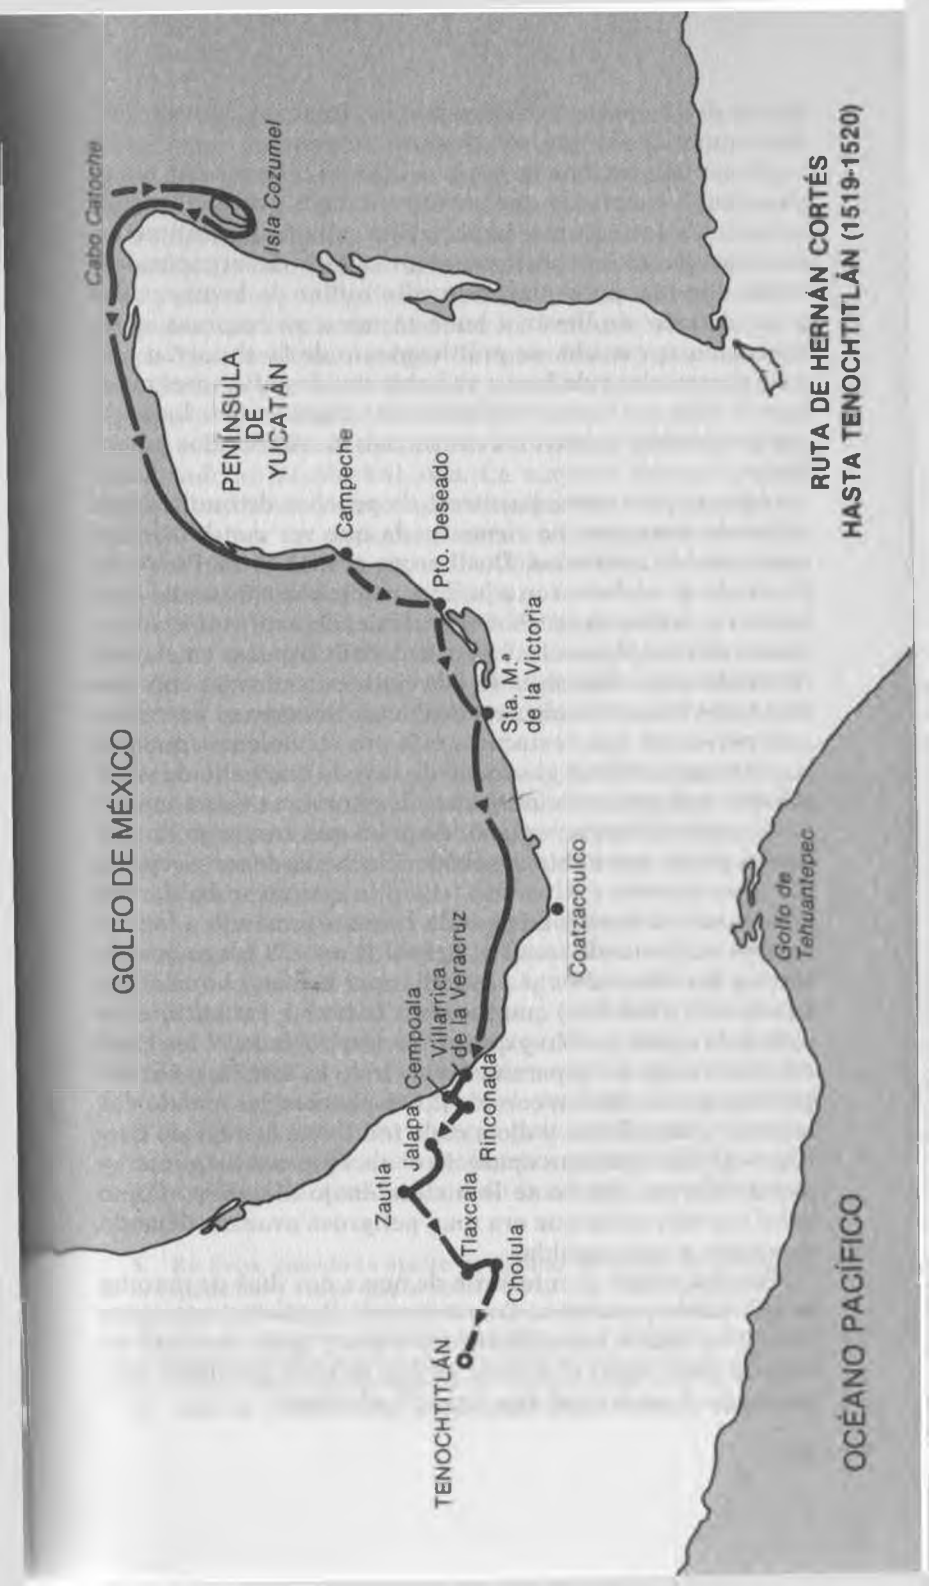 GOLFO DE MÉXICO
Cabo Catoche
Isla Cozumel
PENINSULA
DE
YUCATÁN
Campeche
Pto. Deseado
Sta. M.ª
de la Victoria
Coatzacoulco
Villarrica
de la Veracruz
Cempoala
Rinconada
Jalapa
Zautla
Tlaxcala
Cholula
TENOCHTITLÁN
Golfo de
Tehuantepec
OCÉANO PACÍFICO
RUTA DE HERNÁN CORTÉS
HASTA TENOCHTITLÁN (1519-1520)